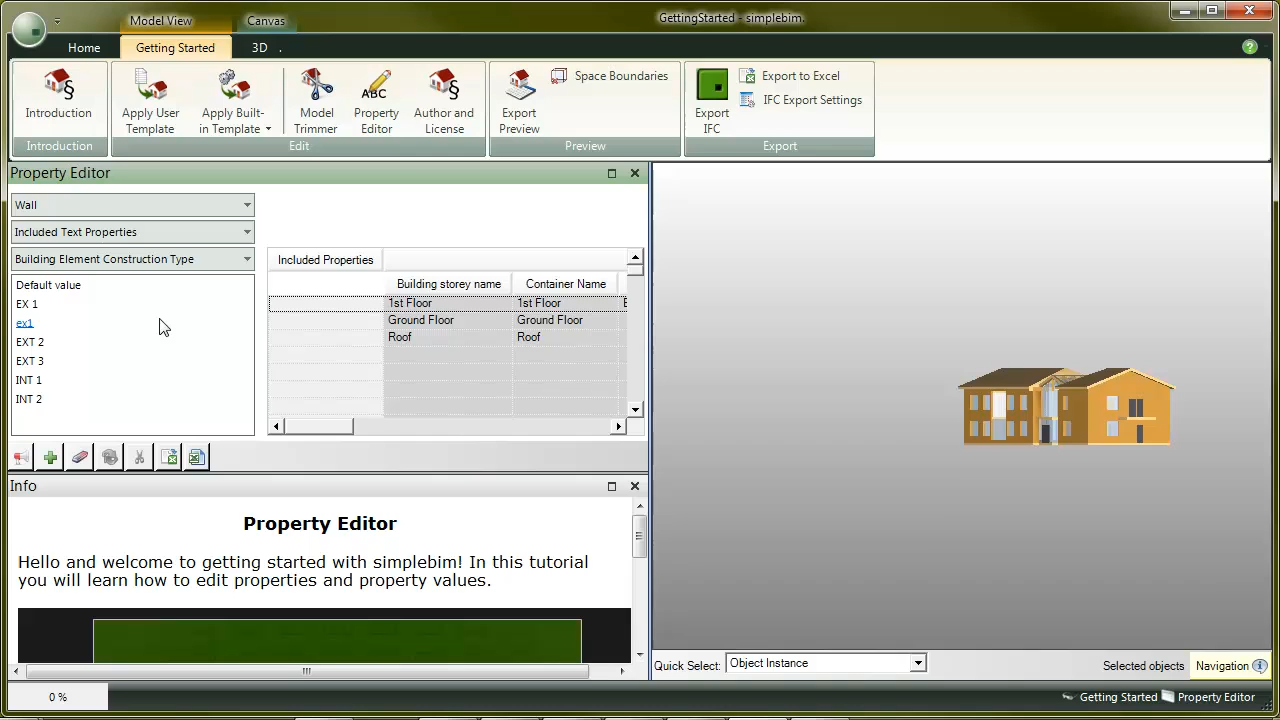 Model View
Canvas
GettingStarted - simplebim.
Home
Getting Started
3D
.
Introduction
Apply User
Template
Apply Built-
in Template
Model
Trimmer
ABC
Property
Editor
Author and
License
Export
Preview
Space Boundaries
Export
IFC
Export to Excel
IFC Export Settings
Introduction
Edit
Preview
Export
Property Editor
Wall
Included Text Properties
Building Element Construction Type
Default value
EX 1
ex1
EXT 2
EXT 3
INT 1
INT 2
Included Properties
Building storey name
Container Name
1st Floor
1st Floor
E
Ground Floor
Ground Floor
Roof
Roof
Info
Property Editor
Hello and welcome to getting started with simplebim! In this tutorial
you will learn how to edit properties and property values.
Quick Select:
Object Instance
Selected objects
Navigation
0 %
Getting Started
Property Editor